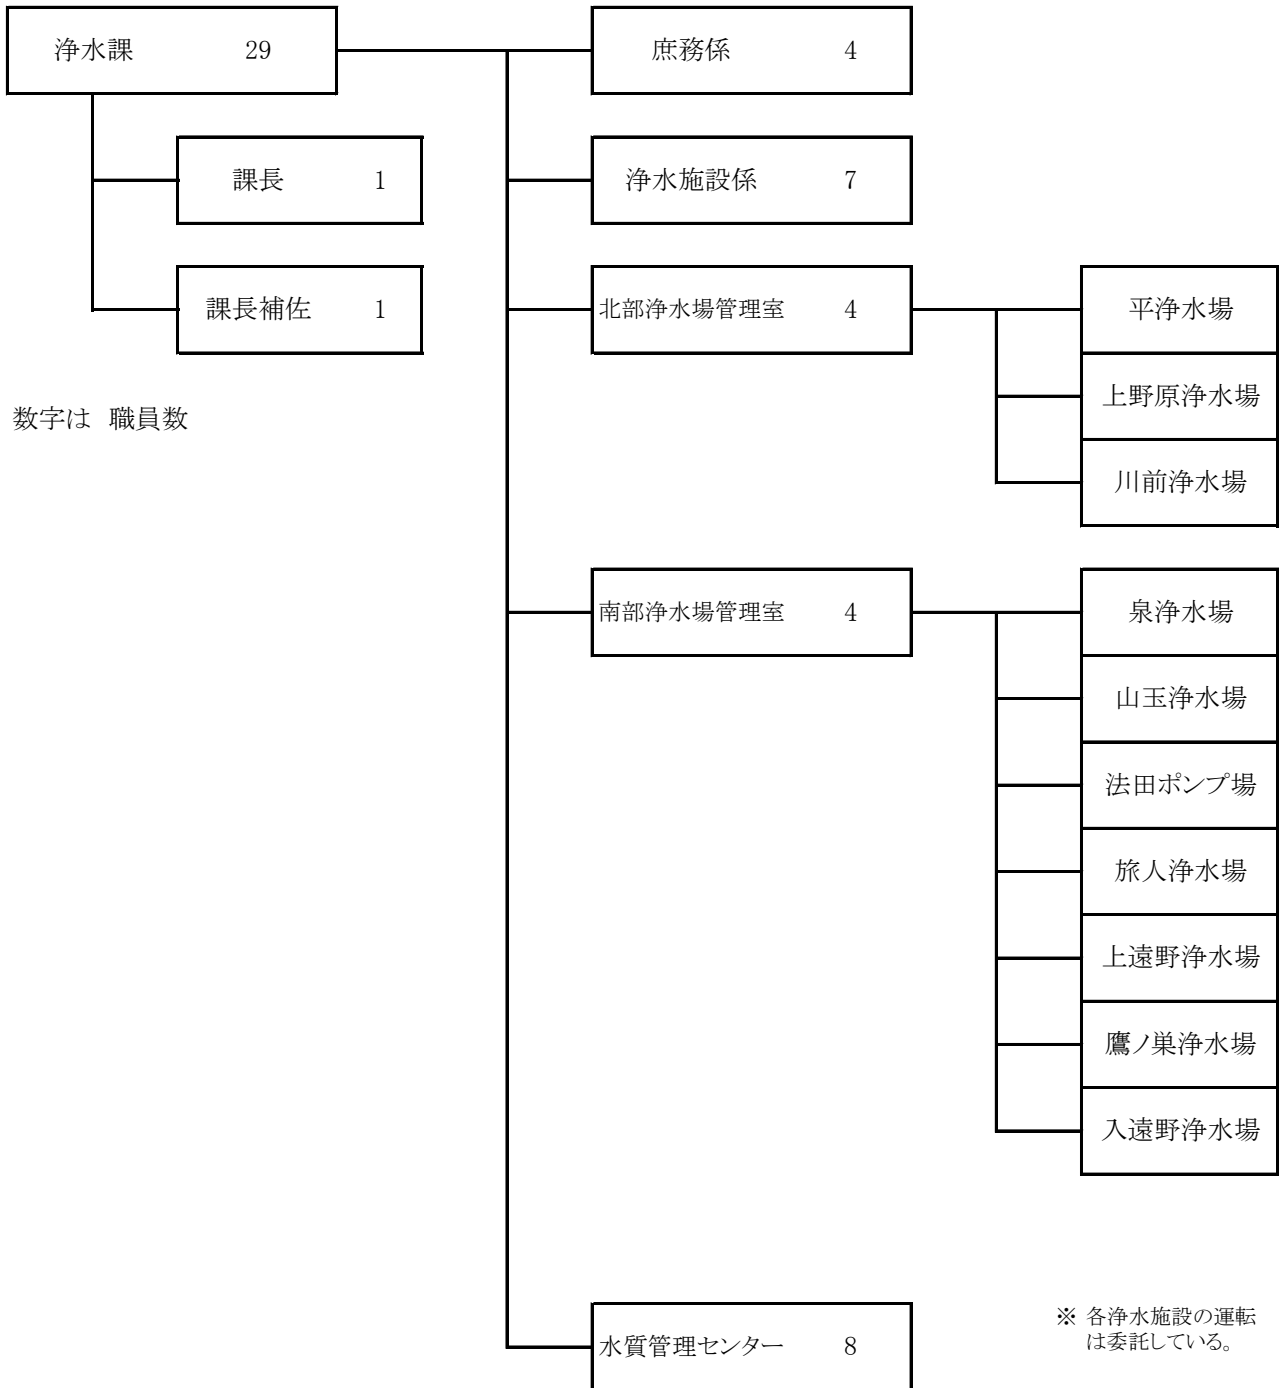 浄水課 29
課長 1
課長補佐 1
数字は 職員数
庶務係 4
浄水施設係 7
北部浄水場管理室 4
平浄水場
上野原浄水場
川前浄水場
南部浄水場管理室 4
泉浄水場
山玉浄水場
法田ポンプ場
旅人浄水場
上遠野浄水場
鷹ノ巣浄水場
入遠野浄水場
水質管理センター 8
※ 各浄水施設の運転
は委託している。